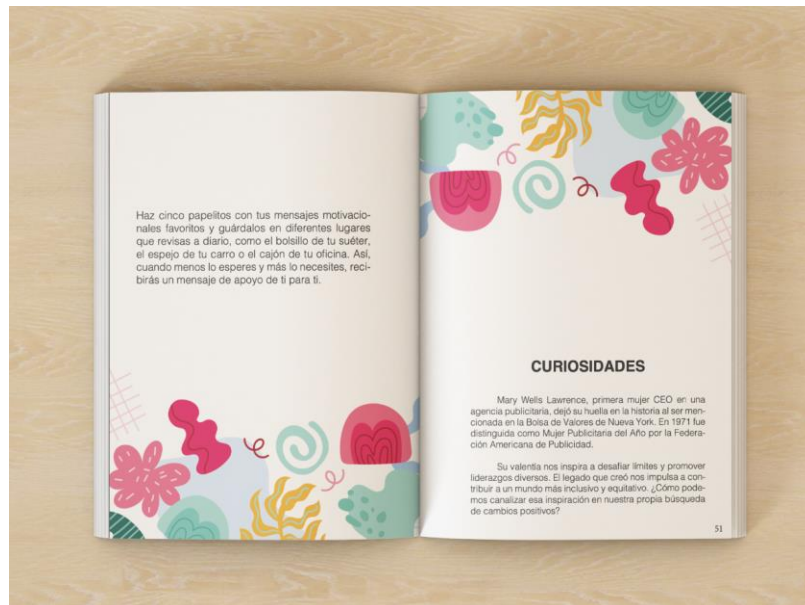 Haz cinco papelitos con tus mensajes motivacio-
nales favoritos y guárdalos en diferentes lugares
que revisas a diario, como el bolsillo de tu suéter,
el espejo de tu carro o el cajón de tu oficina. Así,
cuando menos lo esperes y más lo necesites, reci-
birás un mensaje de apoyo de ti para ti.
CURIOSIDADES
Mary Wells Lawrence, primera mujer CEO en una
agencia publicitaria, dejó su huella en la historia al ser men-
cionada en la Bolsa de Valores de Nueva York. En 1971 fue
distinguida como Mujer Publicitaria del Año por la Federa-
ción Americana de Publicidad.
Su valentía nos inspira a desafiar límites y promover
liderazgos diversos. El legado que creó nos impulsa a con-
tribuir a un mundo más inclusivo y equitativo. ¿Cómo pode-
mos canalizar esa inspiración en nuestra propia búsqueda
de cambios positivos?
51